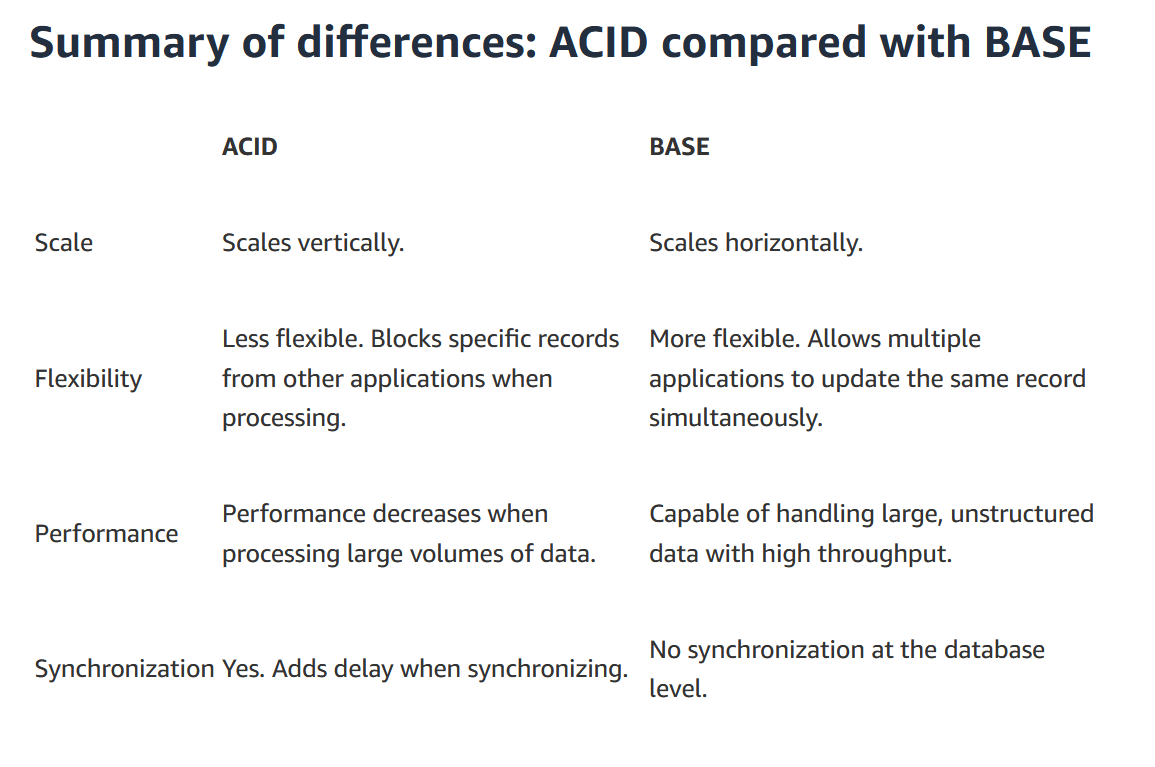 Summary of differences: ACID compared with BASE
ACID BASE
Scale Scales vertically. Scales horizontally.
Less flexible. Blocks specific records More flexible. Allows multiple
Flexibility from other applications when applications to update the same record
processing. simultaneously.
Performance decreases when Capable of handling large, unstructured
Performance
processing large volumes of data. data with high throughput.
No synchronization at the database
Synchronization Yes. Adds delay when synchronizing.
level.